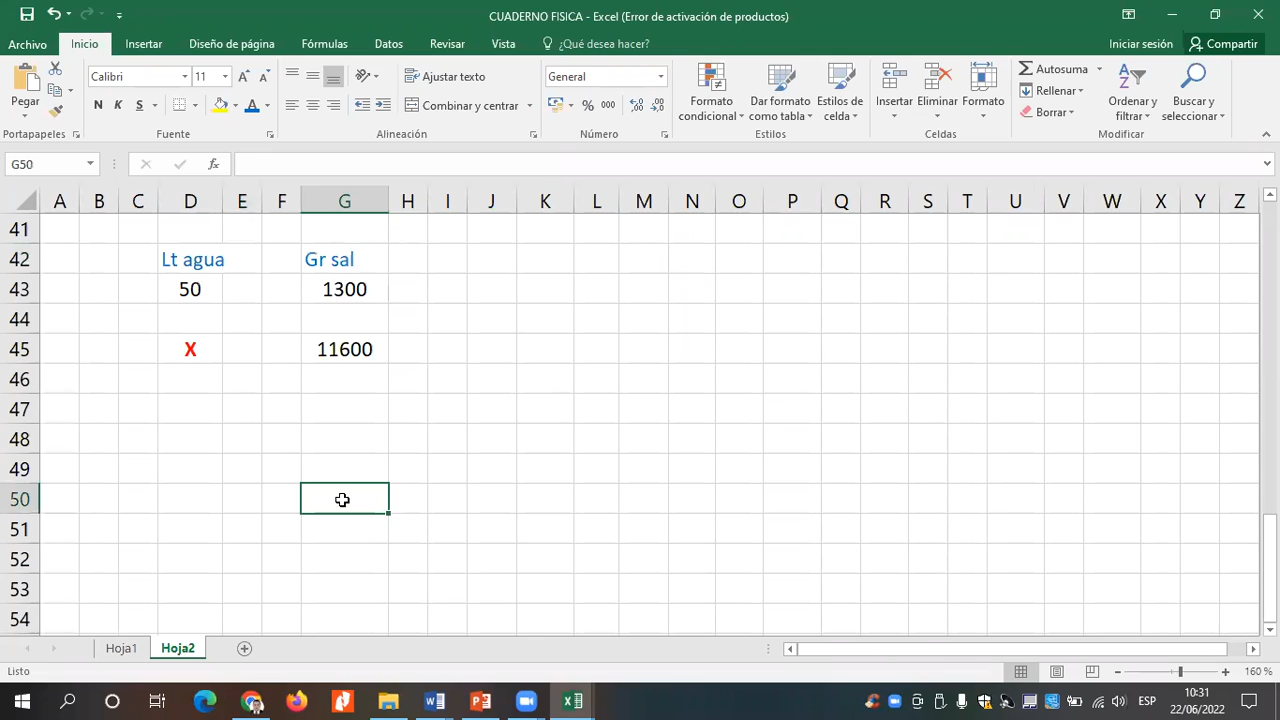 CUADERNO FISICA - Excel (Error de activación de productos)
Archivo Inicio Insertar Diseño de página Fórmulas Datos Revisar Vista ¿Qué desea hacer? Iniciar sesión Compartir
Pegar
Calibri 11
N K S
A A
Ajustar texto
Combinar y centrar
General
% 000
Formato condicional
Dar formato como tabla
Estilos de celda
Insertar Eliminar Formato
Autosuma
Rellenar
Borrar
Ordenar y filtrar
Buscar y seleccionar
Portapapeles Fuente Alineación Número Estilos Celdas Modificar
G50 fx
A B C D E F G H I J K L M N O P Q R S T U V W X Y Z
41
42 Lt agua Gr sal
43 50 1300
44
45 X 11600
46
47
48
49
50
51
52
53
54
Hoja1 Hoja2
Listo 160 %
ESP
10:31
22/06/2022